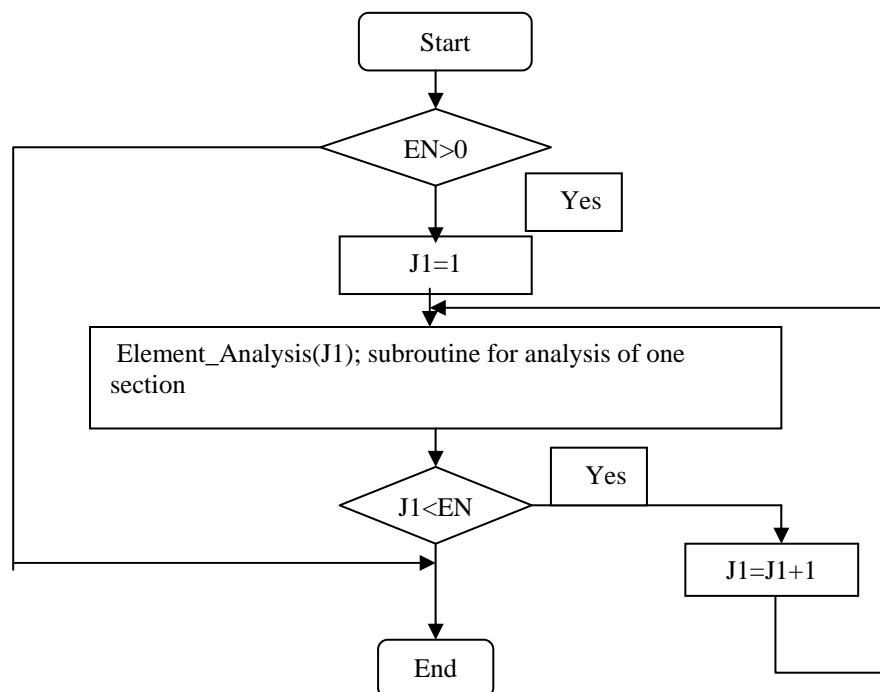 Start
EN>0
Yes
J1=1
Element_Analysis(J1); subroutine for analysis of one
section
Yes
J1<EN
J1=J1+1
End